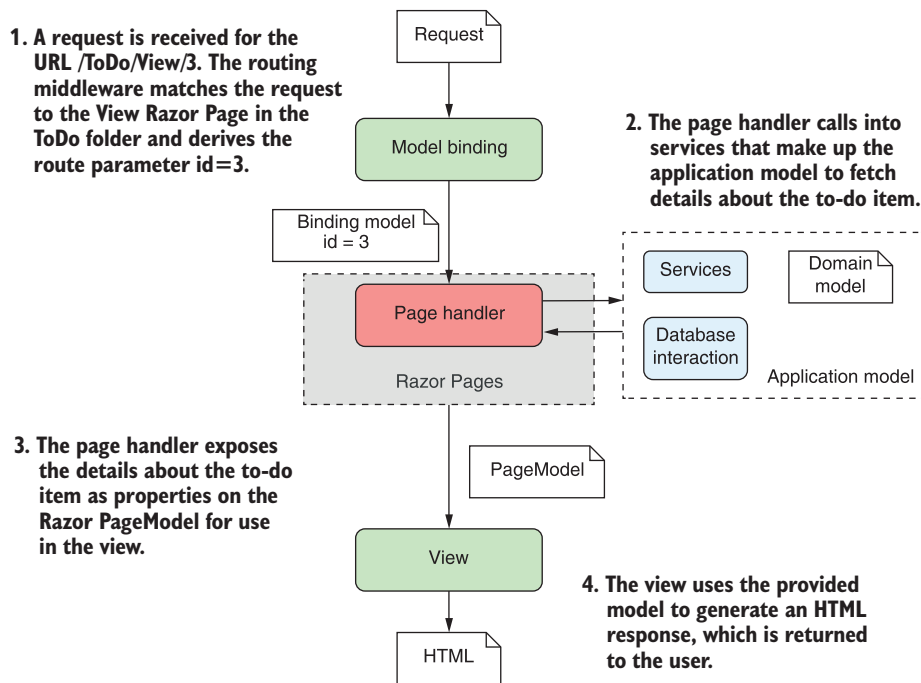 1. A request is received for the
URL /ToDo/View/3. The routing
middleware matches the request
to the View Razor Page in the
ToDo folder and derives the
route parameter id=3.
Request
Model binding
2. The page handler calls into
services that make up the
application model to fetch
details about the to-do item.
Binding model
id = 3
Page handler
Razor Pages
Services
Domain
model
Database
interaction
Application model
3. The page handler exposes
the details about the to-do
item as properties on the
Razor PageModel for use
in the view.
PageModel
View
4. The view uses the provided
model to generate an HTML
response, which is returned
to the user.
HTML